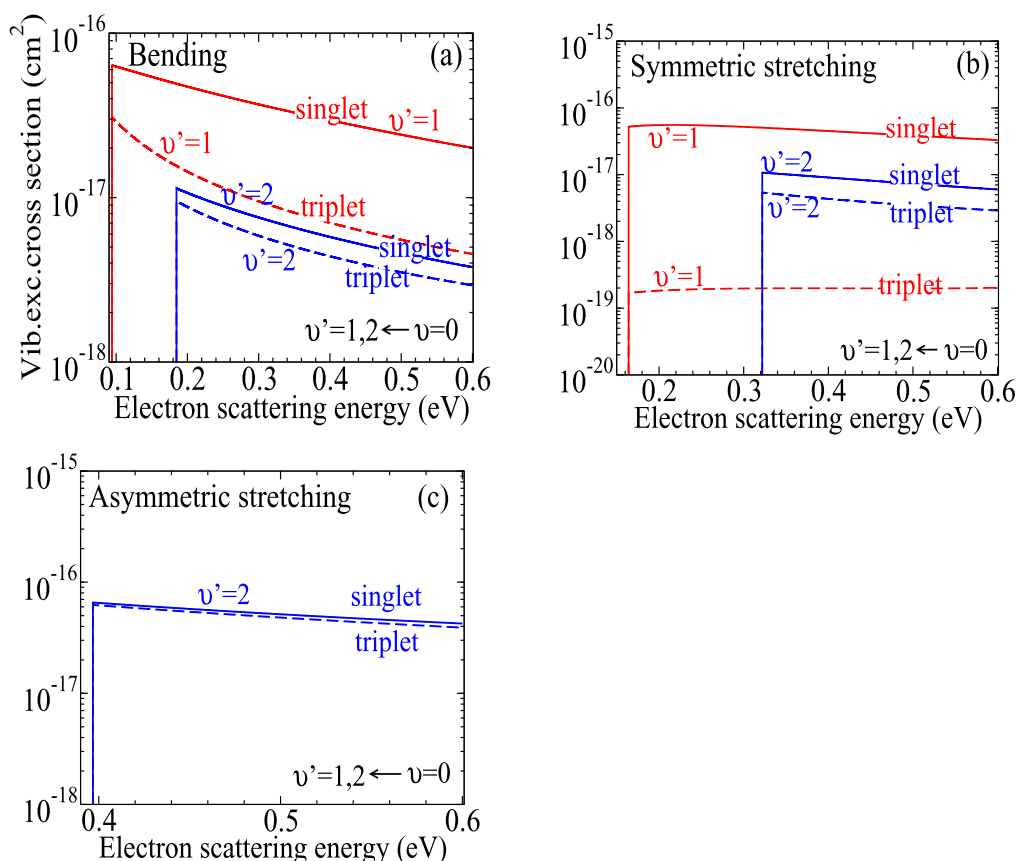 Vib.exc.cross section (cm²)
10⁻¹⁶
10⁻¹⁷
10⁻¹⁸
Bending
(a)
singlet
υ’=1
υ’=1
υ’=2
triplet
singlet
υ’=2
triplet
υ’=1,2 ← υ=0
0.1 0.2 0.3 0.4 0.5 0.6
Electron scattering energy (eV)
10⁻¹⁵
10⁻¹⁶
10⁻¹⁷
10⁻¹⁸
10⁻¹⁹
10⁻²⁰
Symmetric stretching
(b)
υ’=1
singlet
υ’=2
singlet
υ’=2
triplet
υ’=1
triplet
υ’=1,2 ← υ=0
0.2 0.3 0.4 0.5 0.6
Electron scattering energy (eV)
10⁻¹⁵
10⁻¹⁶
10⁻¹⁷
10⁻¹⁸
Asymmetric stretching
(c)
υ’=2
singlet
triplet
υ’=1,2 ← υ=0
0.4 0.5 0.6
Electron scattering energy (eV)